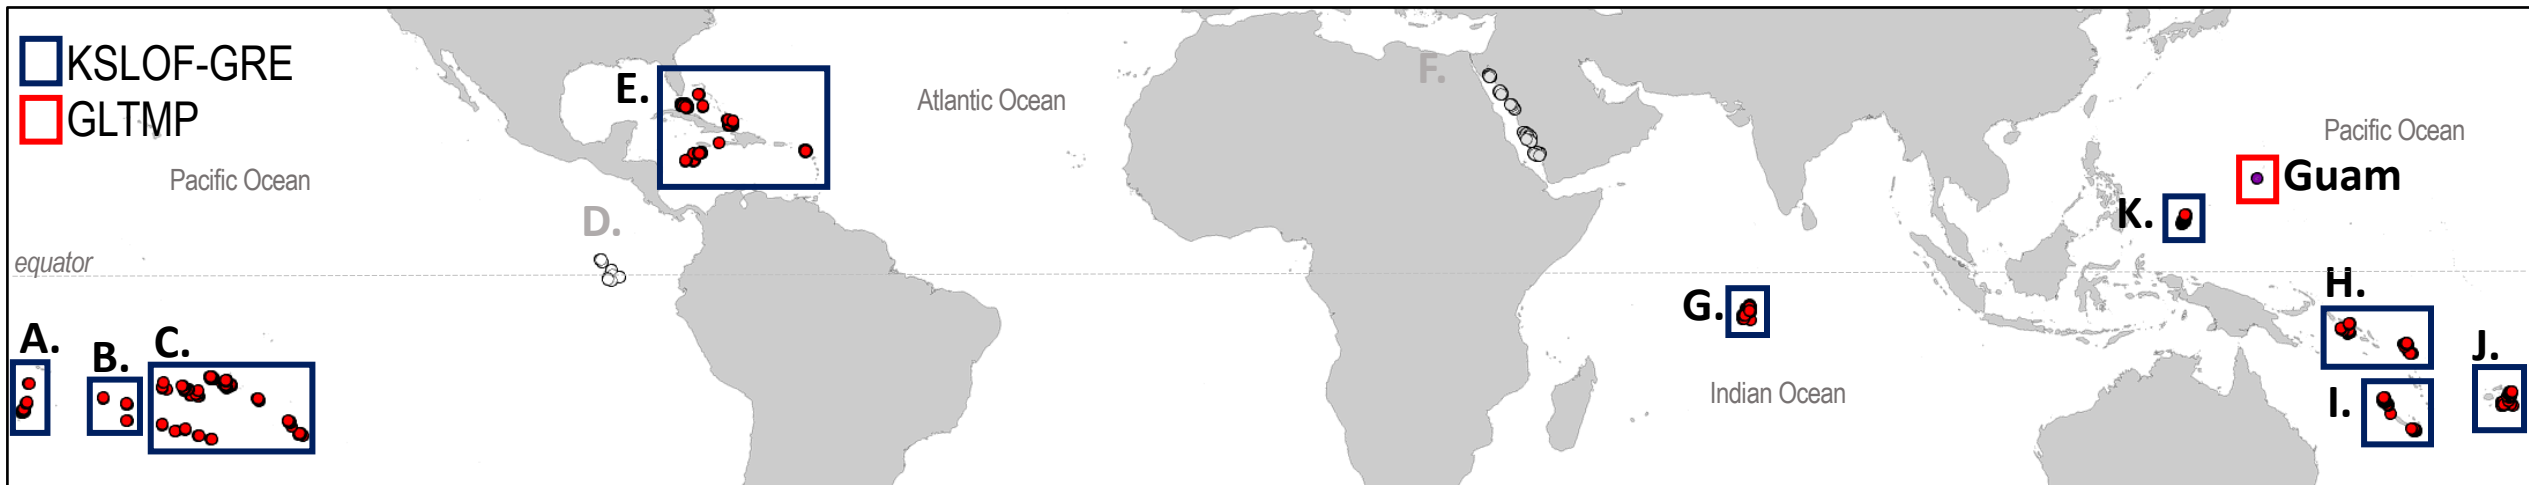 KSLOF-GRE
GLTMP
E.
Atlantic Ocean
F.
Pacific Ocean
Pacific Ocean
Guam
K.
D.
equator
H.
G.
A.
B.
C.
J.
Indian Ocean
I.